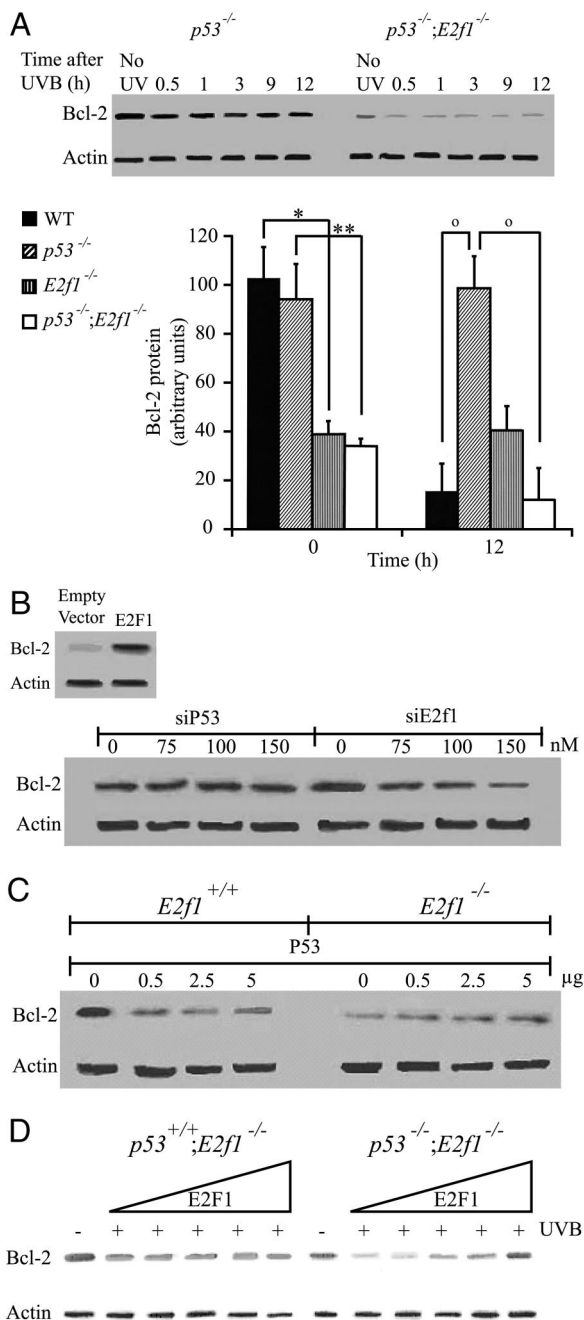 A
p53-/- p53-/-;E2f1-/-
Time after No No
UVB (h) UV 0.5 1 3 9 12 UV 0.5 1 3 9 12
Bcl-2
Actin
WT
p53-/-
E2f1-/-
p53-/-;E2f1-/-
Bcl-2 protein
(arbitrary units)
120
100
80
60
40
20
0
* ** o o
0 12
Time (h)
B
Empty
Vector E2F1
Bcl-2
Actin
siP53 siE2f1
0 75 100 150 0 75 100 150 nM
Bcl-2
Actin
C
E2f1+/+ E2f1-/-
P53
0 0.5 2.5 5 0 0.5 2.5 5 µg
Bcl-2
Actin
D
p53+/+;E2f1-/- p53-/-;E2f1-/-
E2F1 E2F1
- + + + + + - + + + + + UVB
Bcl-2
Actin